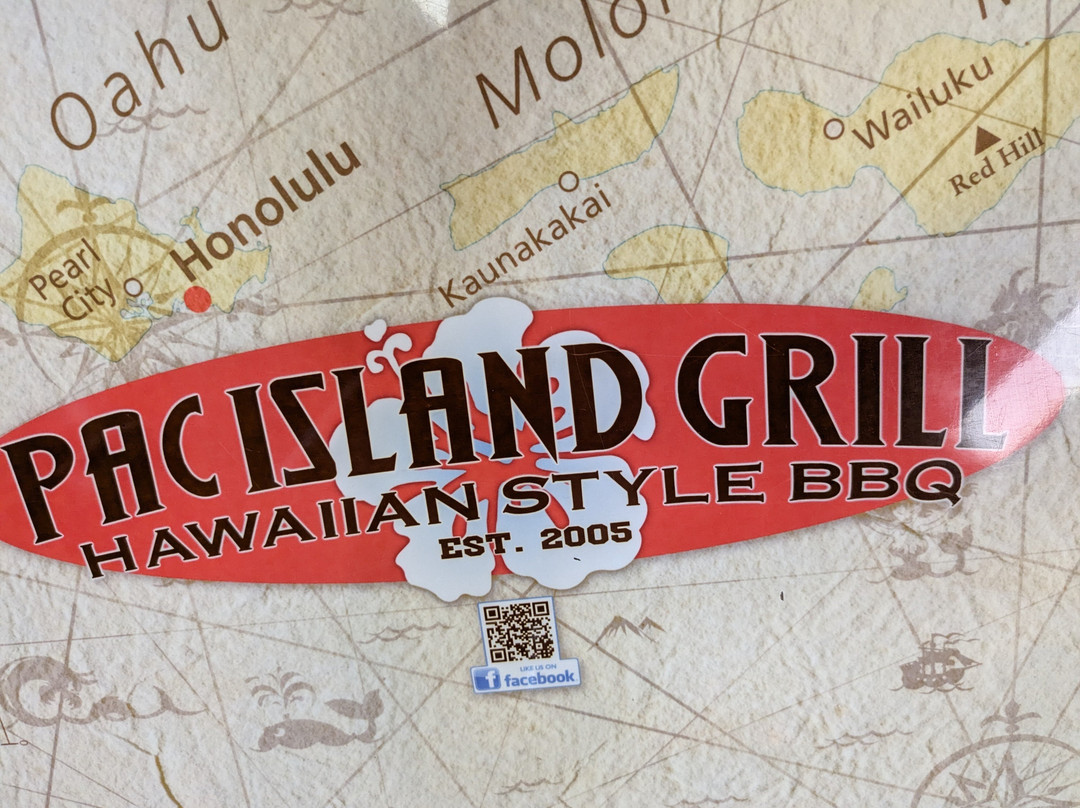 Oahu
Honolulu
Pearl
City
Kaunakakai
Wailuku
Red Hill
PAC ISLAND GRILL
HAWAIIAN STYLE BBQ
EST. 2005
LIKE US ON
f facebook